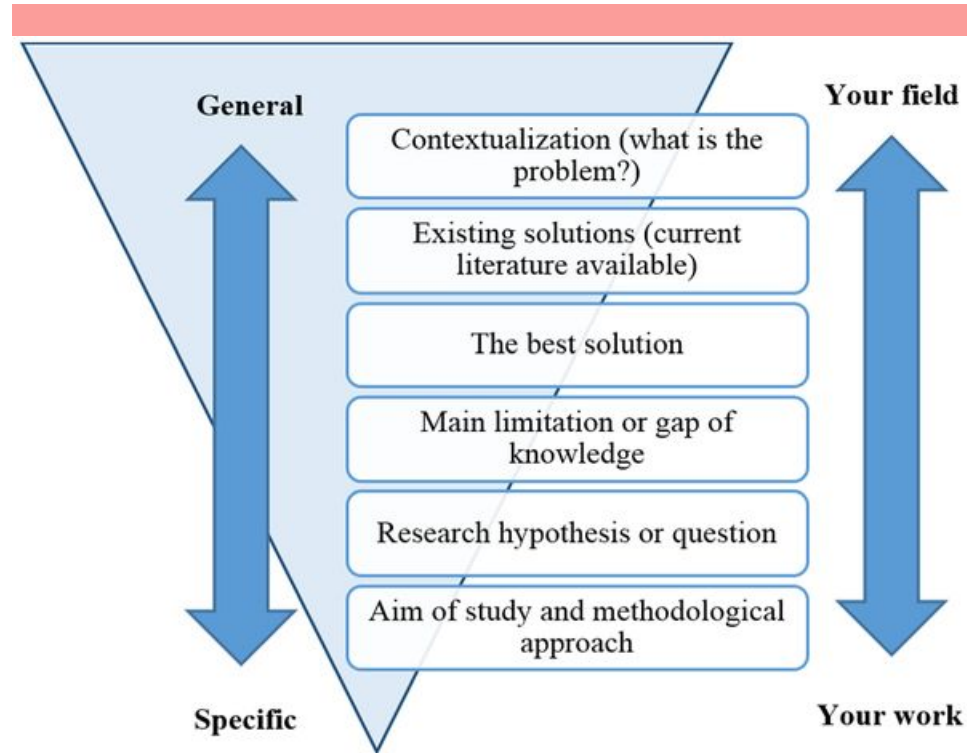 General
Your field
Contextualization (what is the
problem?)
Existing solutions (current
literature available)
The best solution
Main limitation or gap of
knowledge
Research hypothesis or question
Aim of study and methodological
approach
Specific
Your work